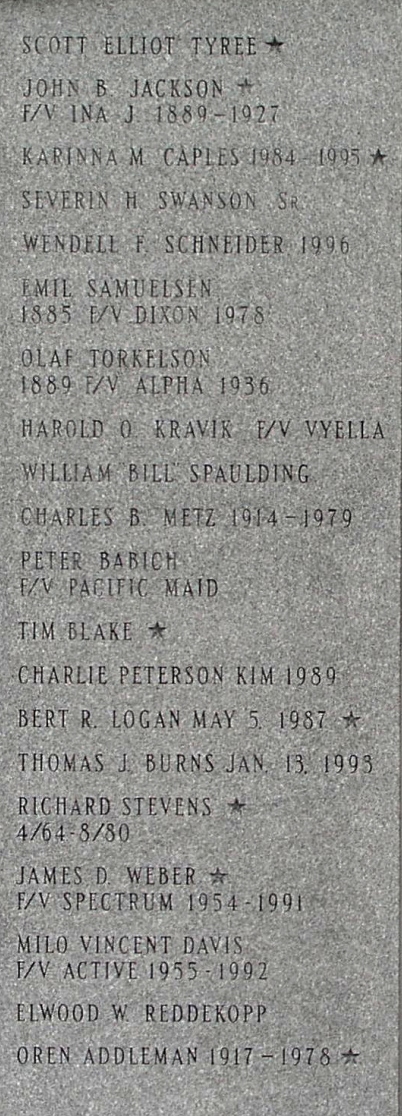 SCOTT ELLIOT TYREE ★
JOHN B. JACKSON ★
F/V INA J. 1889-1927
KARINNA M. CAPLES 1984-1995 ★
SEVERIN H. SWANSON SR.
WENDELL F. SCHNEIDER 1996
EMIL SAMUELSEN
1885 F/V DIXON 1978
OLAF TORKELSON
1889 F/V ALPHA 1936
HAROLD O. KRAVIK F/V VYELLA
WILLIAM "BILL" SPAULDING
CHARLES B. METZ 1914-1979
PETER BABICH
F/V PACIFIC MAID
TIM BLAKE ★
CHARLIE PETERSON KIM 1989
BERT R. LOGAN MAY 5, 1987 ★
THOMAS J. BURNS JAN. 13, 1993
RICHARD STEVENS ★
4/64-8/80
JAMES D. WEBER ★
F/V SPECTRUM 1954-1991
MILO VINCENT DAVIS
F/V ACTIVE 1955-1992
ELWOOD W. REDDEKOPP
OREN ADDLEMAN 1917-1978 ★